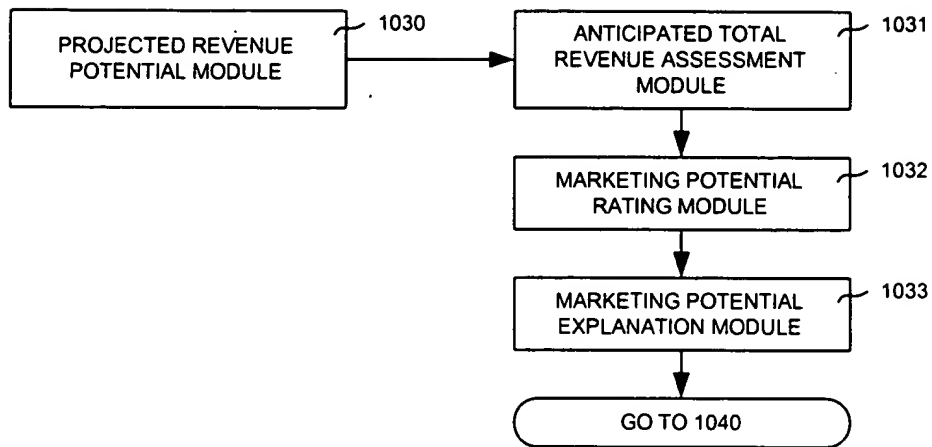 1030
PROJECTED REVENUE
POTENTIAL MODULE
1031
ANTICIPATED TOTAL
REVENUE ASSESSMENT
MODULE
1032
MARKETING POTENTIAL
RATING MODULE
1033
MARKETING POTENTIAL
EXPLANATION MODULE
GO TO 1040